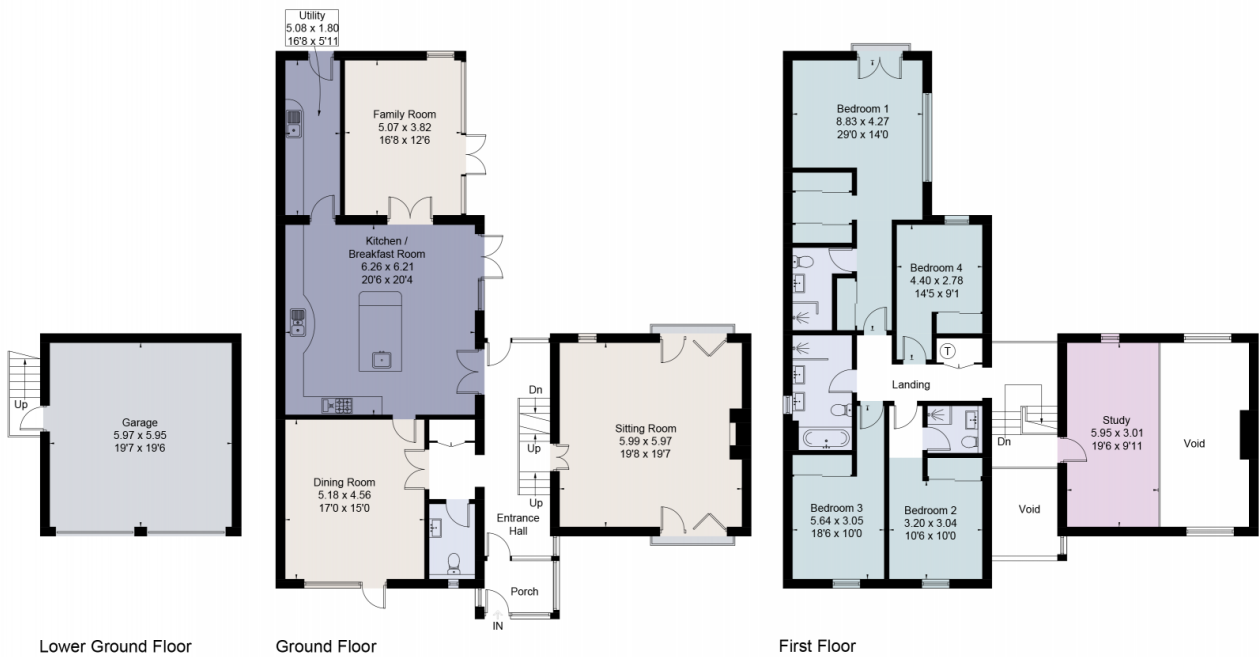 Utility
5.08 x 1.80
16'8 x 5'11
Family Room
5.07 x 3.82
16'8 x 12'6
Kitchen /
Breakfast Room
6.26 x 6.21
20'6 x 20'4
Dining Room
5.18 x 4.56
17'0 x 15'0
Dn
Up
Up
Entrance
Hall
Porch
IN
Sitting Room
5.99 x 5.97
19'8 x 19'7
Up
Garage
5.97 x 5.95
19'7 x 19'6
Bedroom 1
8.83 x 4.27
29'0 x 14'0
Bedroom 4
4.40 x 2.78
14'5 x 9'1
T
Landing
Dn
Bedroom 3
5.64 x 3.05
18'6 x 10'0
Bedroom 2
3.20 x 3.04
10'6 x 10'0
Void
Study
5.95 x 3.01
19'6 x 9'11
Void
Lower Ground Floor
Ground Floor
First Floor